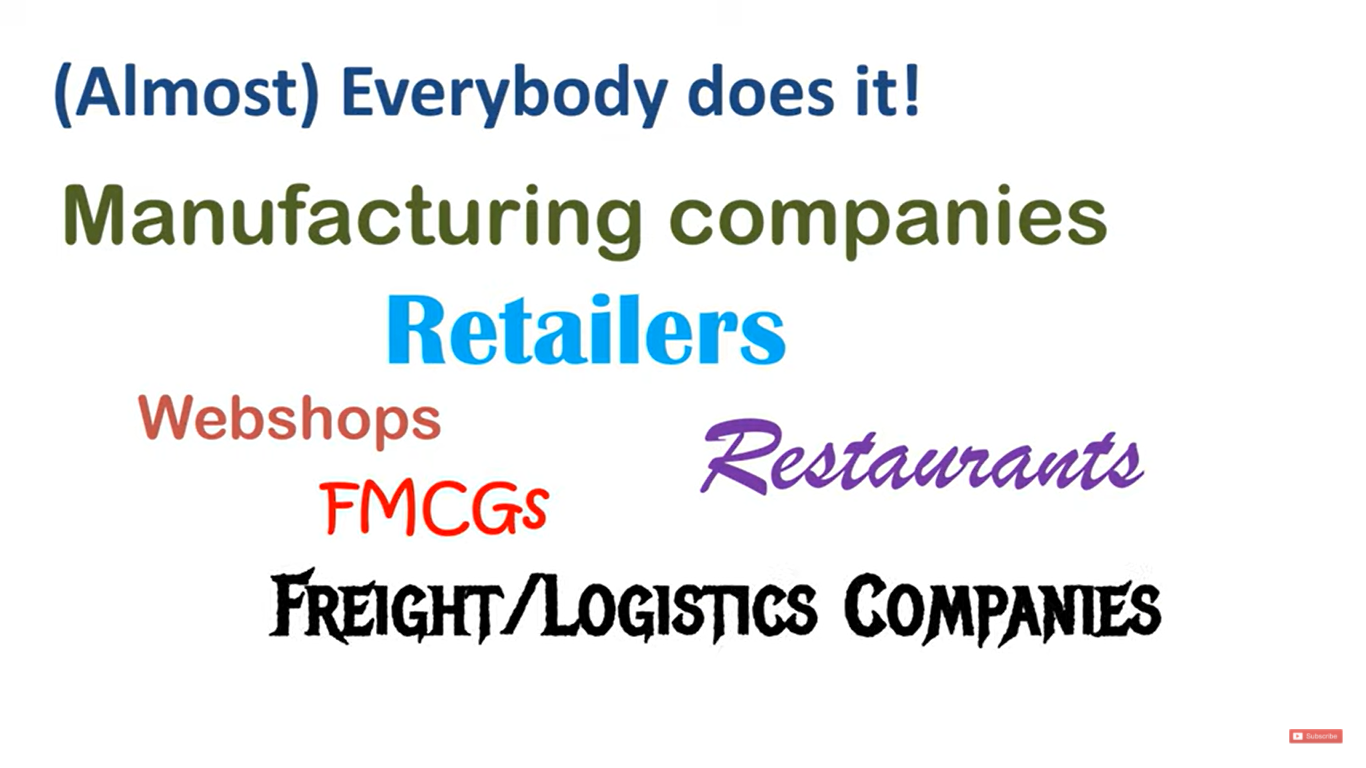 (Almost) Everybody does it!
Manufacturing companies
Retailers
Webshops
Restaurants
FMCGs
Freight/Logistics Companies
Subscribe